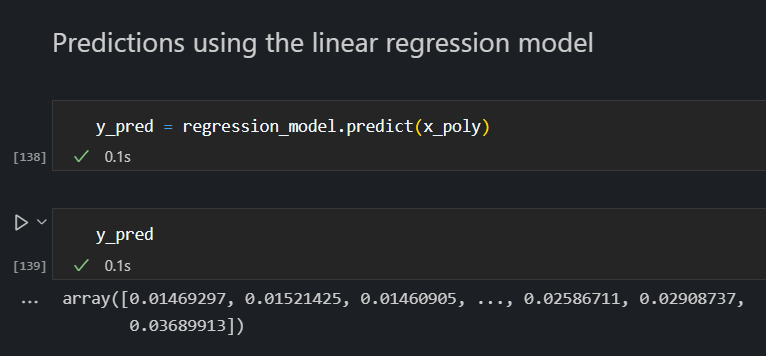 Predictions using the linear regression model
y_pred = regression_model.predict(x_poly)
[138]
0.1s
y_pred
[139]
0.1s
... array([0.01469297, 0.01521425, 0.01460905, ..., 0.02586711, 0.02908737,
0.03689913])